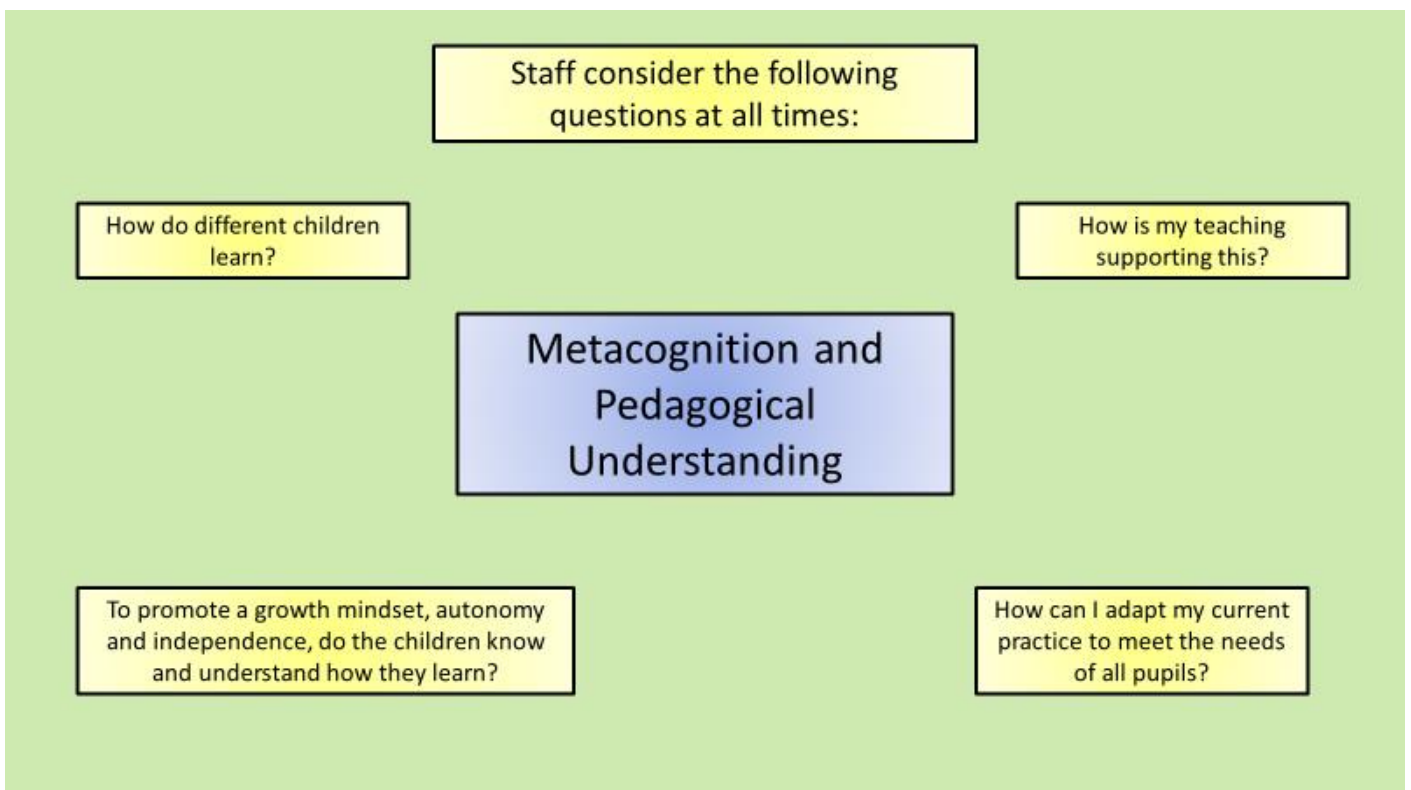 Staff consider the following
questions at all times:
How do different children
learn?
How is my teaching
supporting this?
Metacognition and
Pedagogical
Understanding
To promote a growth mindset, autonomy
and independence, do the children know
and understand how they learn?
How can I adapt my current
practice to meet the needs
of all pupils?